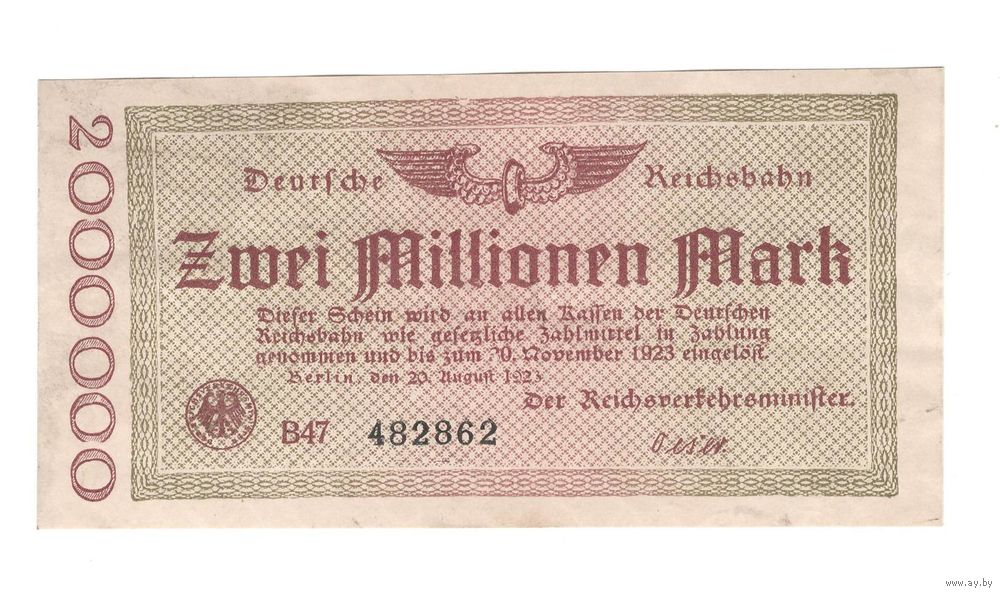 2000000
Deutsche Reichsbahn
Zwei Millionen Mark
Dieser Schein wird an allen Kassen der Deutschen
Reichsbahn wie gesetzliche Zahlmittel in Zahlung
genommen und bis zum 30. November 1923 eingelöst.
Berlin, den 20. August 1923
Der Reichsverkehrsminister.
B47 482862
Oeser.
www.ay.by